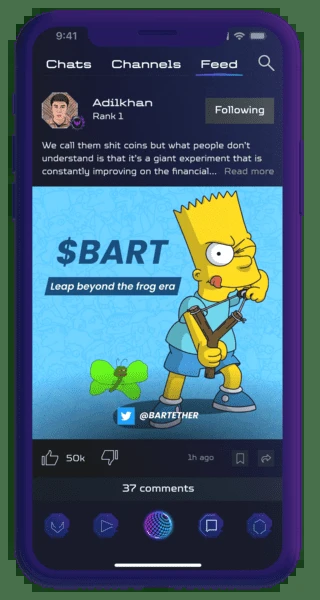 9:41
Chats Channels Feed
Adilkhan
Rank 1
Following
We call them shit coins but what people don't
understand is that it's a giant experiment that is
constantly improving on the financial... Read more
$BART
Leap beyond the frog era
@BARTETHER
50k
1h ago
37 comments